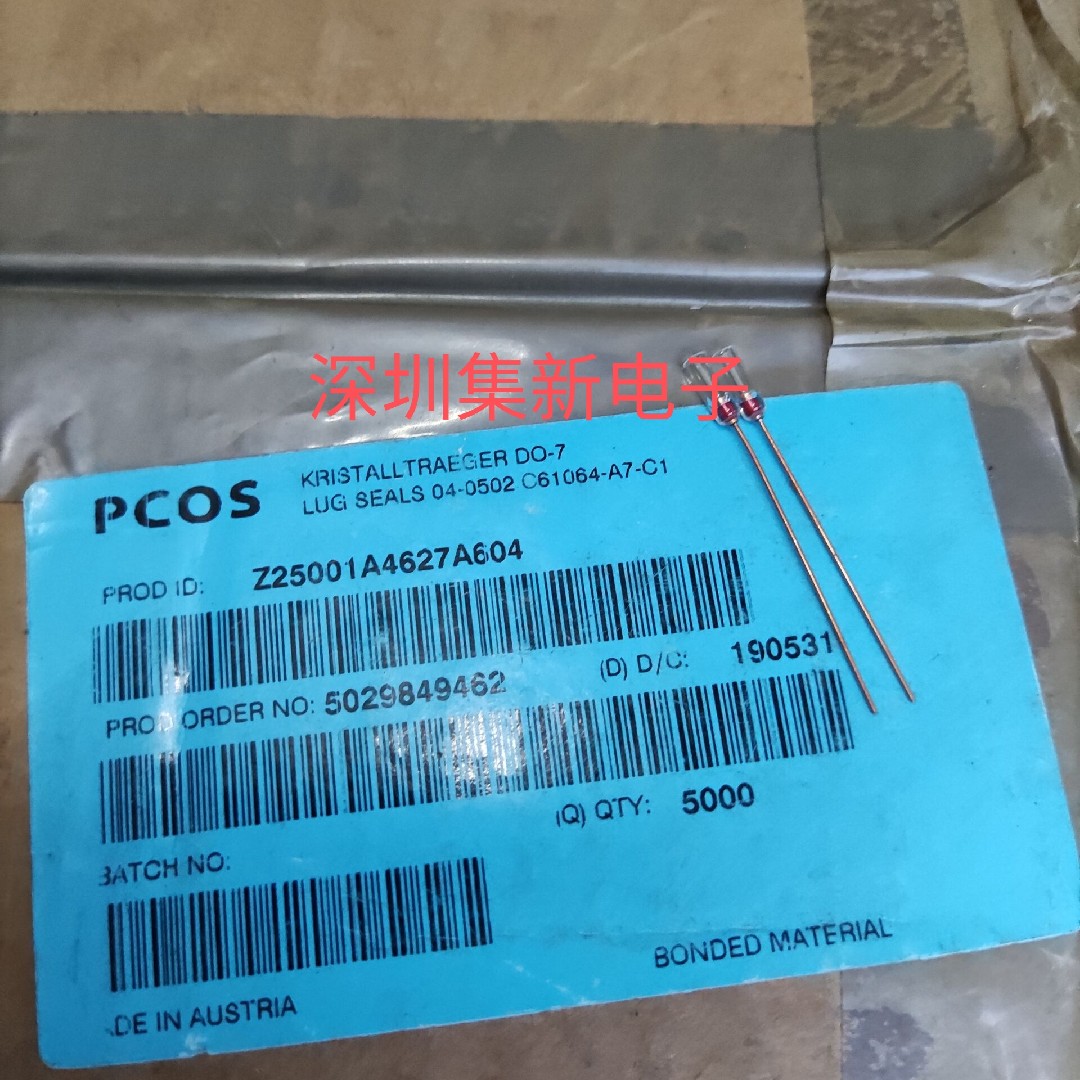 深圳集新电子
PCOS
KRISTALLTRAEGER DO-7
LUG SEALS 04-0502 C61064-A7-C1
PROD ID: Z25001A4627A604
PROD ORDER NO: 5029849462 (D) D/C: 190531
(Q) QTY: 5000
BATCH NO:
BONDED MATERIAL
DE IN AUSTRIA